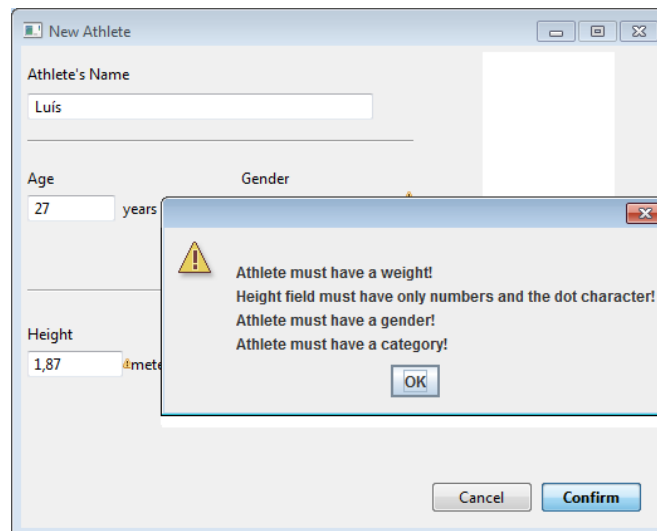 New Athlete
Athlete's Name
Luís
Age
Gender
27
years
Athlete must have a weight!
Height field must have only numbers and the dot character!
Athlete must have a gender!
Athlete must have a category!
OK
Height
1,87
mete
Cancel
Confirm